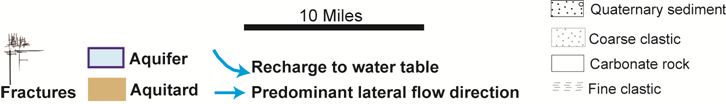 10 Miles
Quaternary sediment
Coarse clastic
Carbonate rock
Fine clastic
Aquifer
Recharge to water table
Fractures
Aquitard
Predominant lateral flow direction